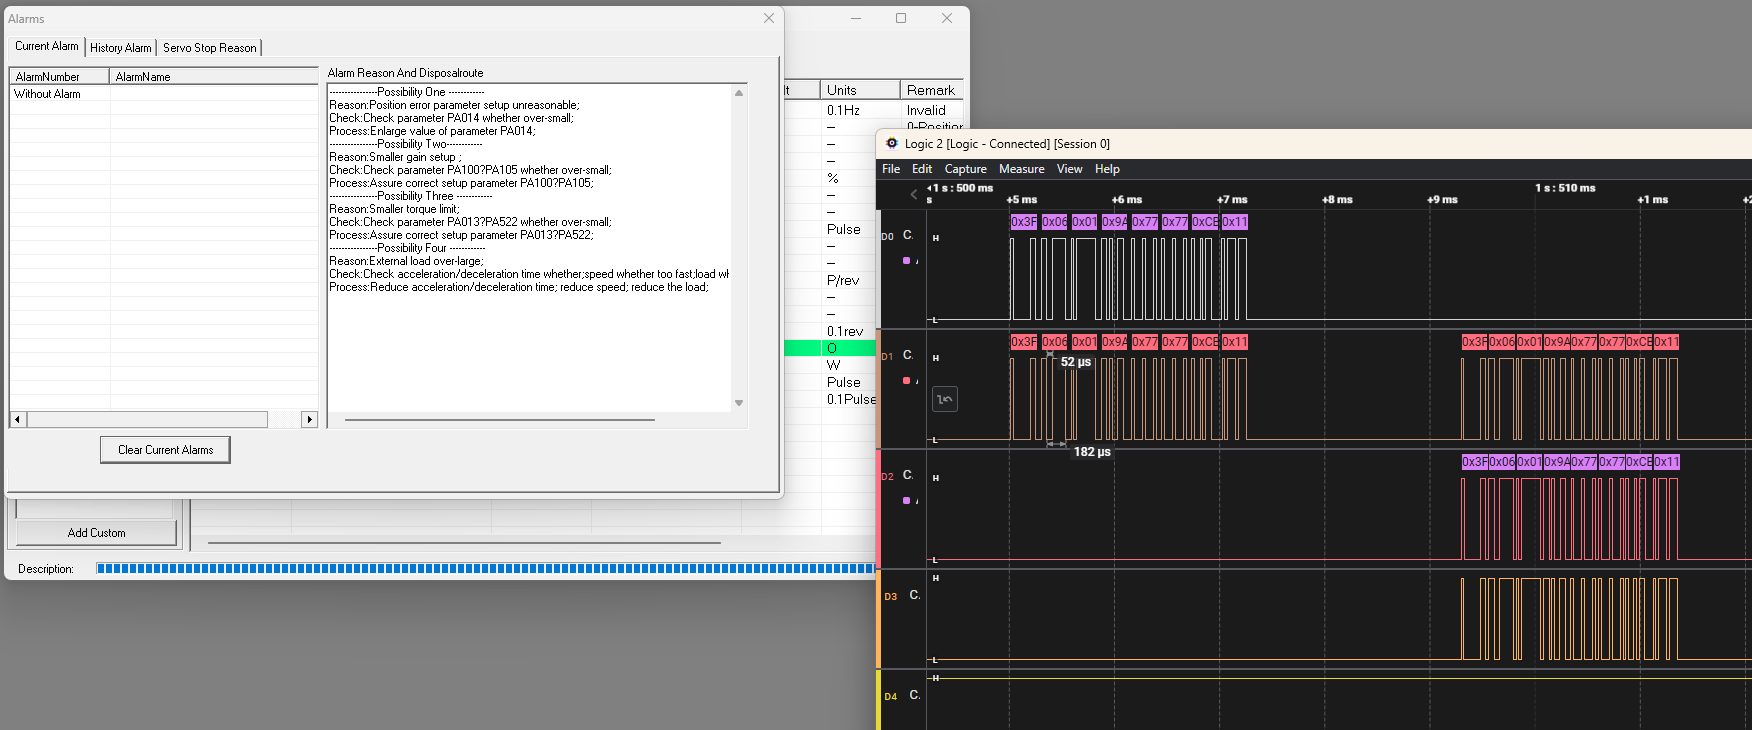 Alarms
Current Alarm
History Alarm
Servo Stop Reason
AlarmNumber
AlarmName
Without Alarm
Clear Current Alarms
Alarm Reason And Disposalroute
---------------Possibility One -----------
Reason:Position error parameter setup unreasonable;
Check:Check parameter PA014 whether over-small;
Process:Enlarge value of parameter PA014;
---------------Possibility Two-----------
Reason:Smaller gain setup ;
Check:Check parameter PA100?PA105 whether over-small;
Process:Assure correct setup parameter PA100?PA105;
---------------Possibility Three -----------
Reason:Smaller torque limit;
Check:Check parameter PA013?PA522 whether over-small;
Process:Assure correct setup parameter PA013?PA522;
---------------Possibility Four -----------
Reason:External load over-large;
Check:Check acceleration/deceleration time whether;speed whether too fast;load wh
Process:Reduce acceleration/deceleration time; reduce speed; reduce the load;
Add Custom
Description:
lt
Units
Remark
0.1Hz
Invalid
--
0-Position
--
--
%
--
--
Pulse
--
--
P/rev
--
--
0.1rev
O
W
Pulse
0.1Pulse
Logic 2 [Logic - Connected] [Session 0]
File Edit Capture Measure View Help
1 s : 500 ms
1 s : 510 ms
s
+5 ms
+6 ms
+7 ms
+8 ms
+9 ms
+1 ms
+2
D0 C.
H
L
0x3F 0x06 0x01 0x9A 0x77 0x77 0xCE 0x11
D1 C.
H
L
0x3F 0x06 0x01 0x9A 0x77 0x77 0xCE 0x11
0x3F 0x06 0x01 0x9A 0x77 0x77 0xCE 0x11
52 µs
182 µs
D2 C.
H
L
0x3F 0x06 0x01 0x9A 0x77 0x77 0xCE 0x11
D3 C.
H
L
D4 C.
H